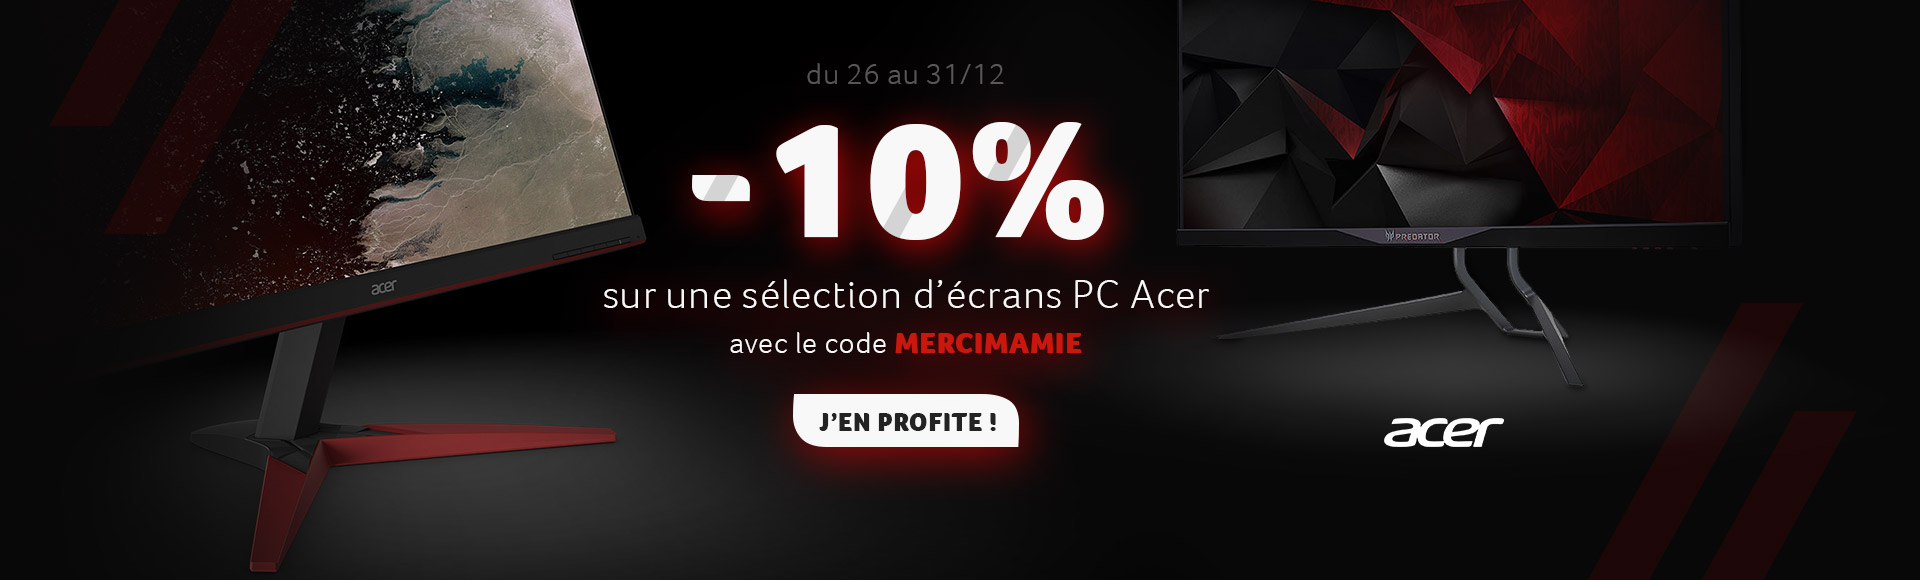 du 26 au 31/12
-10%
sur une sélection d’écrans PC Acer
avec le code MERCIMAMIE
J’EN PROFITE !
acer
PREDATOR
acer